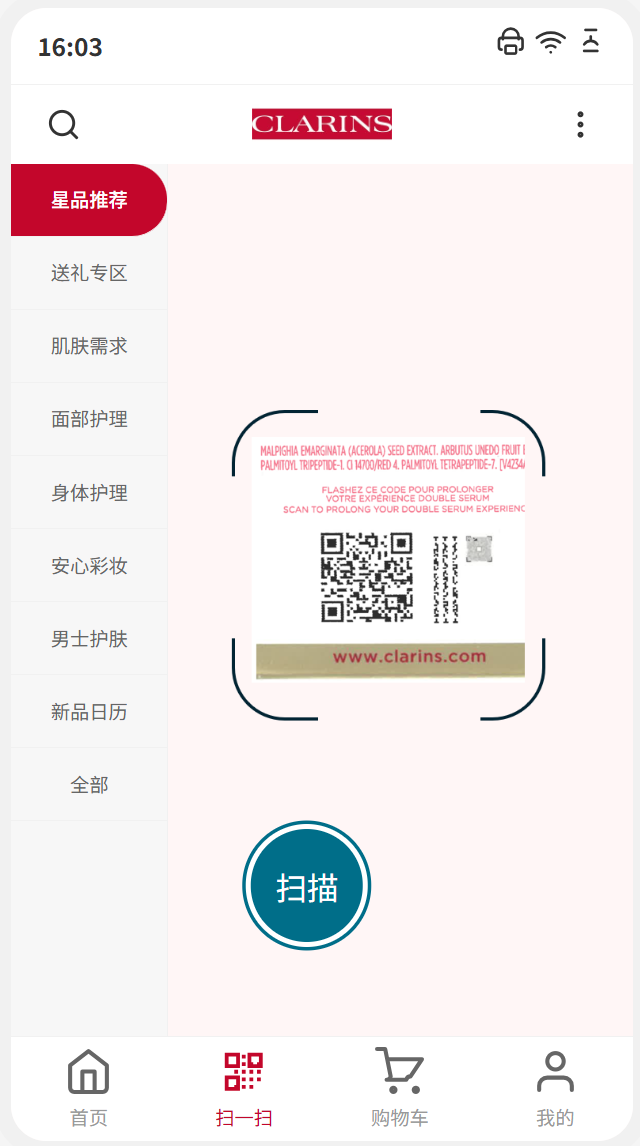 16:03
CLARINS
星品推荐
送礼专区
肌肤需求
面部护理
身体护理
安心彩妆
男士护肤
新品日历
全部
MALPIGHIA EMARGINATA (ACEROLA) SEED EXTRACT. ARBUTUS UNEDO FRUIT
PALMITOYL TRIPEPTIDE-1. CI 14700/RED 4. PALMITOYL TETRAPEPTIDE-7. [V4234
FLASHEZ CE CODE POUR PROLONGER
VOTRE EXPÉRIENCE DOUBLE SERUM
SCAN TO PROLONG YOUR DOUBLE SERUM EXPERIENC
www.clarins.com
扫描
首页
扫一扫
购物车
我的